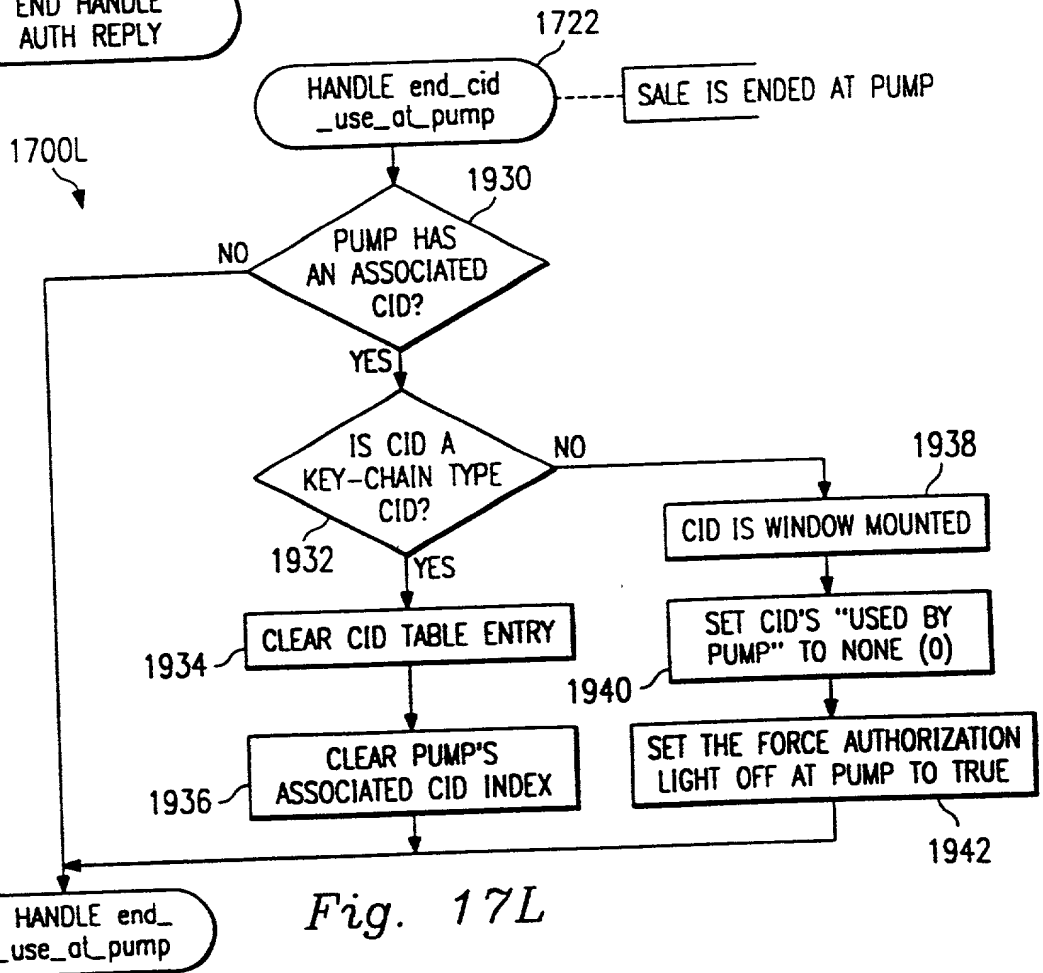 END HANDLE
AUTH REPLY
1722
HANDLE end_cid
_use_at_pump
SALE IS ENDED AT PUMP
1700L
1930
PUMP HAS
AN ASSOCIATED
CID?
NO
YES
IS CID A
KEY-CHAIN TYPE
CID?
NO
1938
1932
YES
CID IS WINDOW MOUNTED
CLEAR CID TABLE ENTRY
1934
SET CID'S "USED BY
PUMP" TO NONE (0)
1940
CLEAR PUMP'S
ASSOCIATED CID INDEX
1936
SET THE FORCE AUTHORIZATION
LIGHT OFF AT PUMP TO TRUE
1942
HANDLE end_
_use_at_pump
Fig. 17L